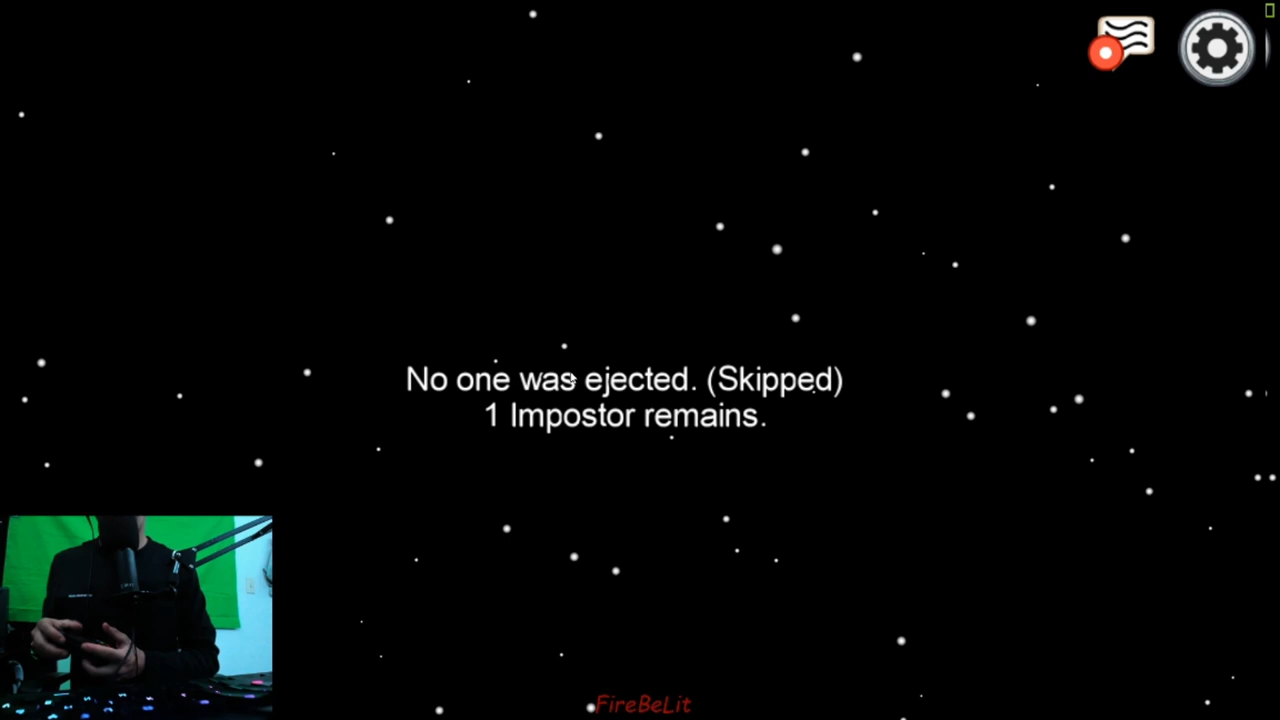 No one was ejected. (Skipped)
1 Impostor remains.
FireBeLit